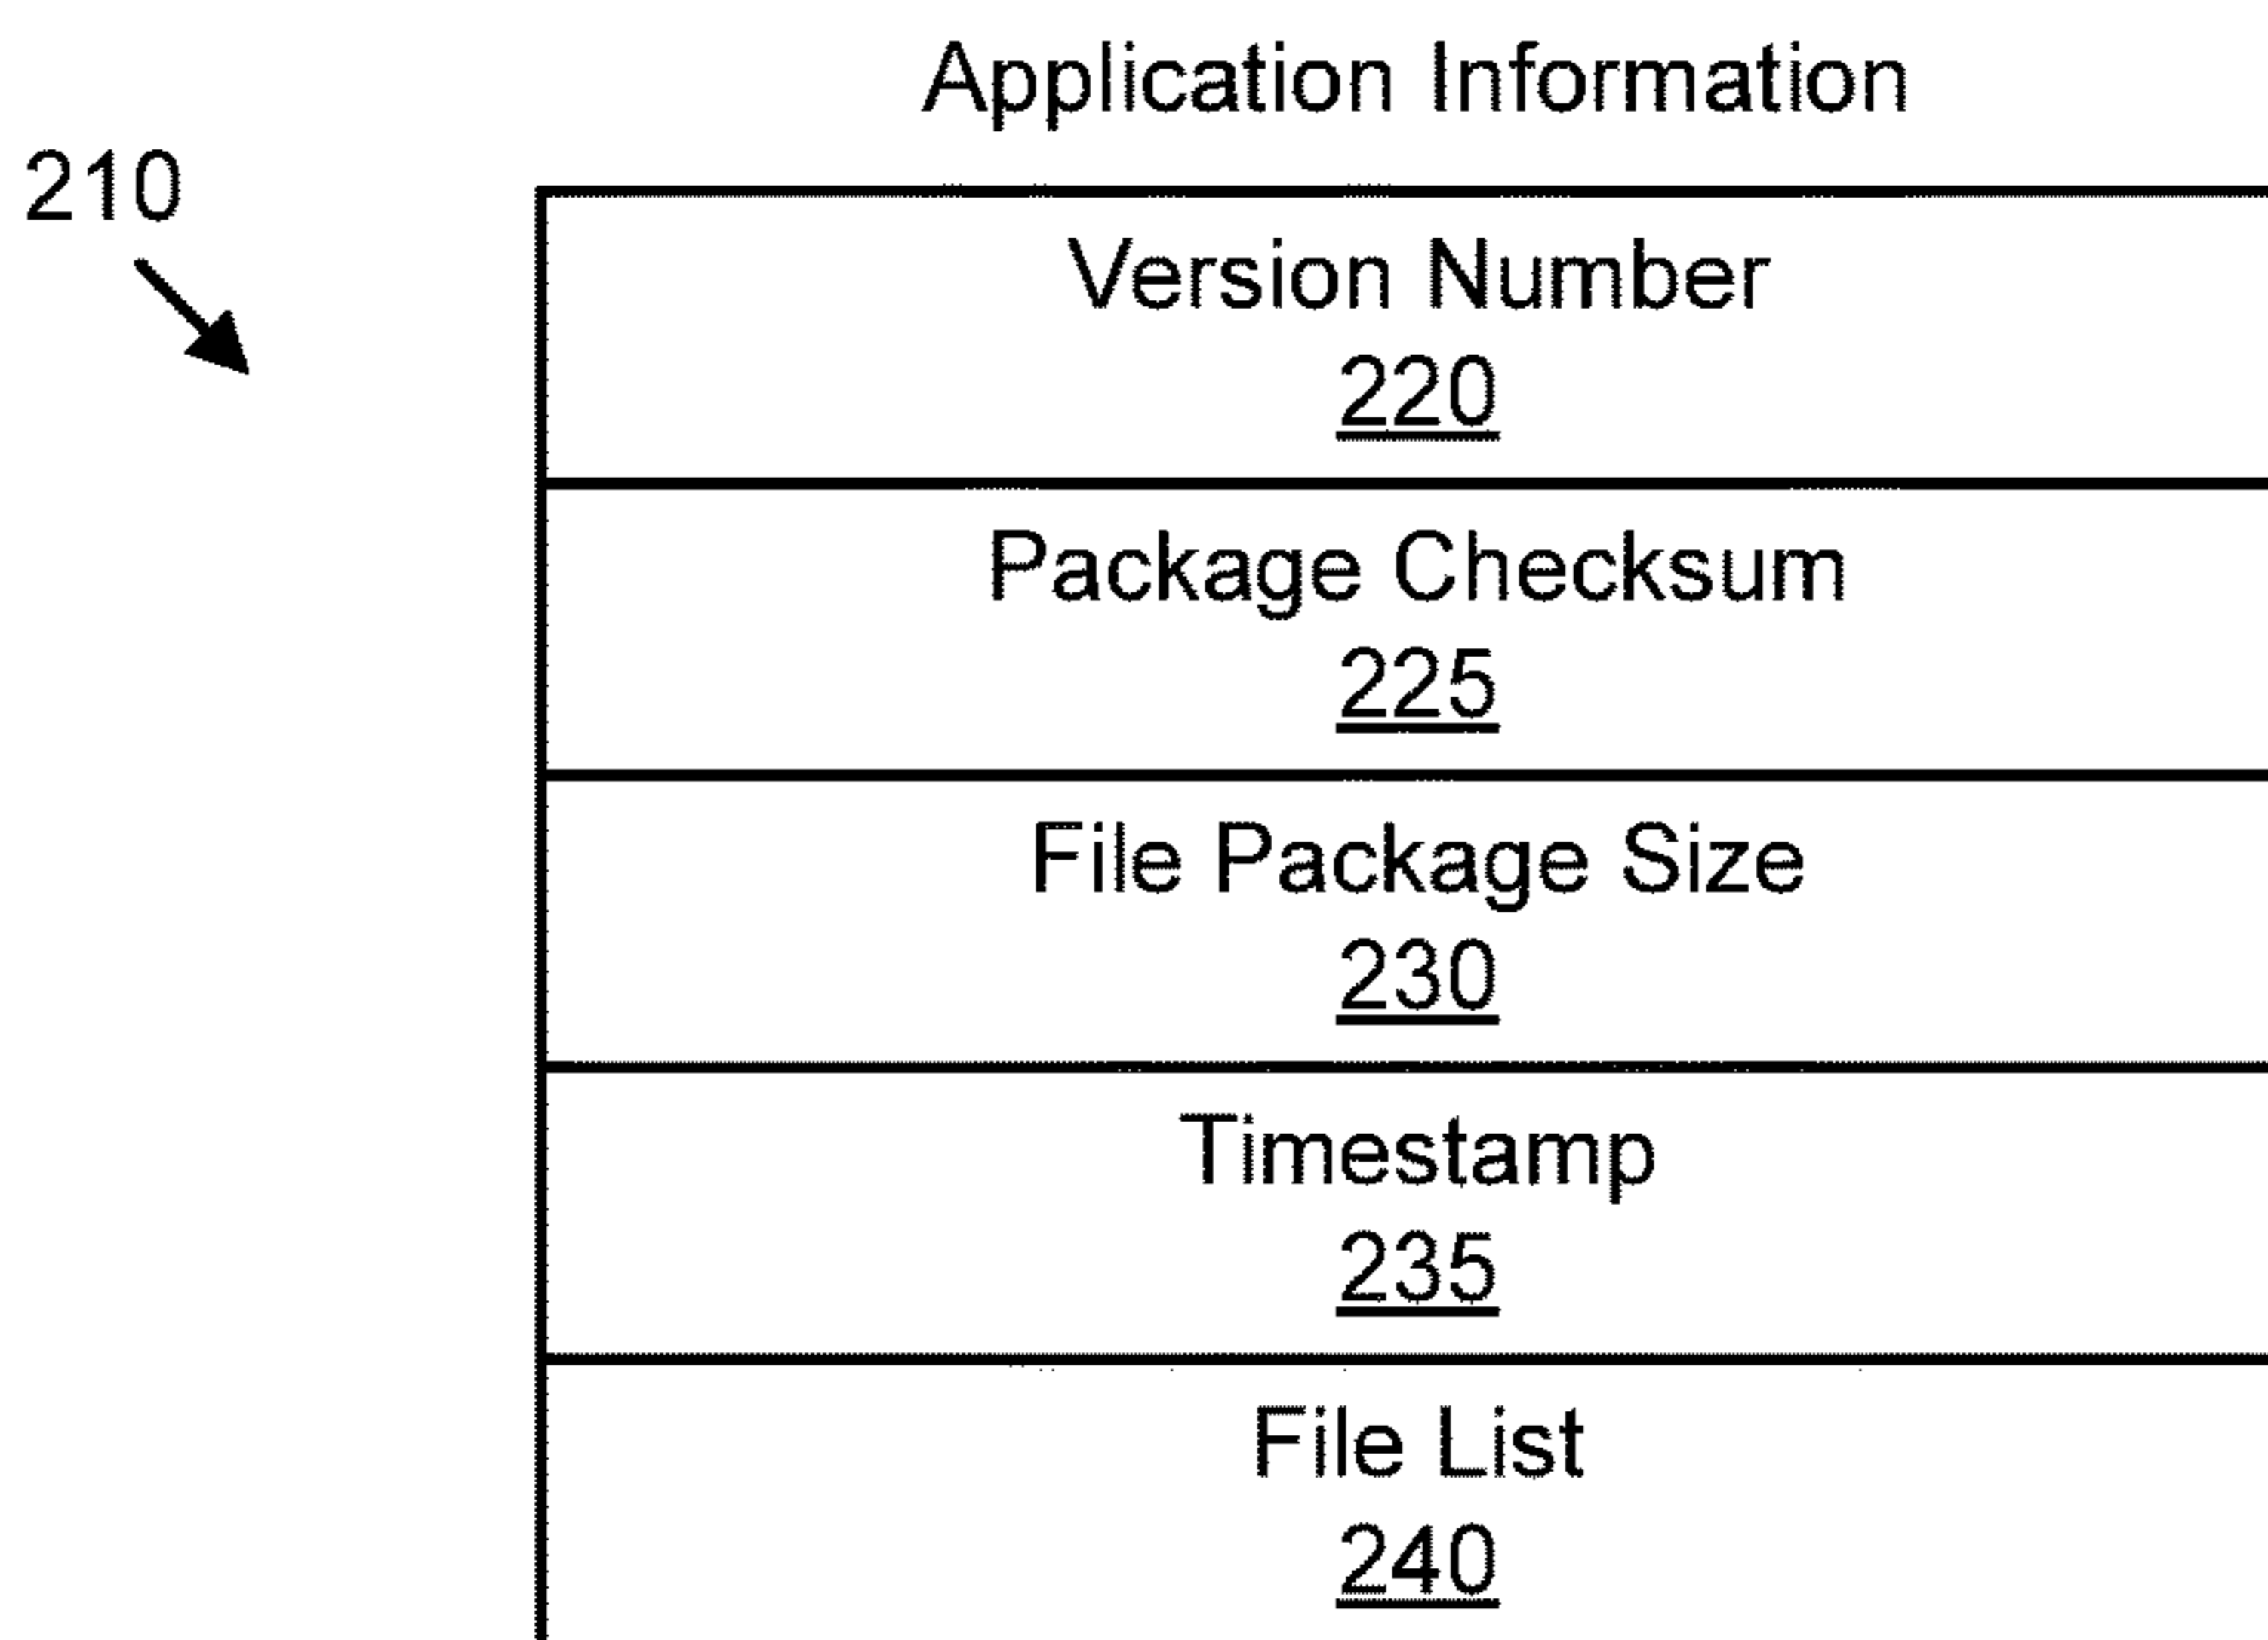 Application Information
210
Version Number
220
Package Checksum
225
File Package Size
230
Timestamp
235
File List
240